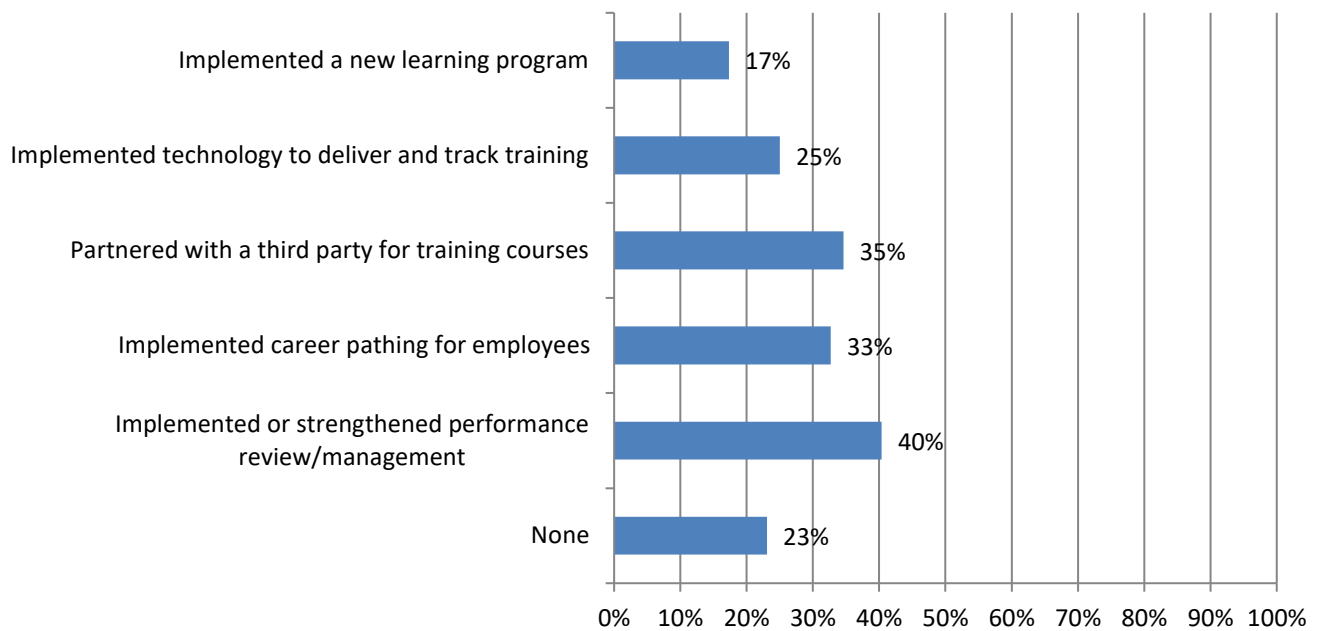 Implemented a new learning program
17%
Implemented technology to deliver and track training
25%
Partnered with a third party for training courses
35%
Implemented career pathing for employees
33%
Implemented or strengthened performance
review/management
40%
None
23%
0% 10% 20% 30% 40% 50% 60% 70% 80% 90% 100%